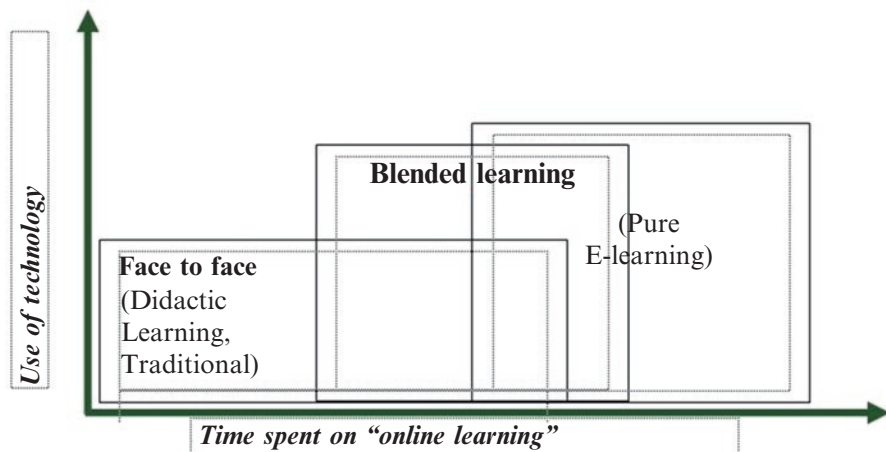 Use of technology
Blended learning
(Pure
E-learning)
Face to face
(Didactic
Learning,
Traditional)
Time spent on “online learning”